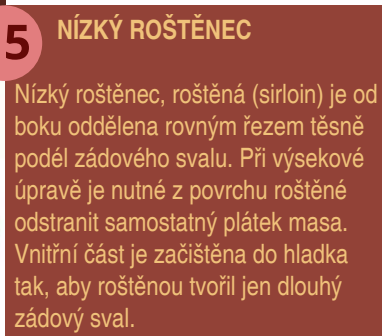 5
NÍZKÝ ROŠTĚNEC
Nízký roštěnec, roštěná (sirloin) je od
boku oddělena rovným řezem těsně
podél zádového svalu. Při výsekové
úpravě je nutné z povrchu roštěné
odstranit samostatný plátek masa.
Vnitřní část je začištěna do hladka
tak, aby roštěnou tvořil jen dlouhý
zádový sval.